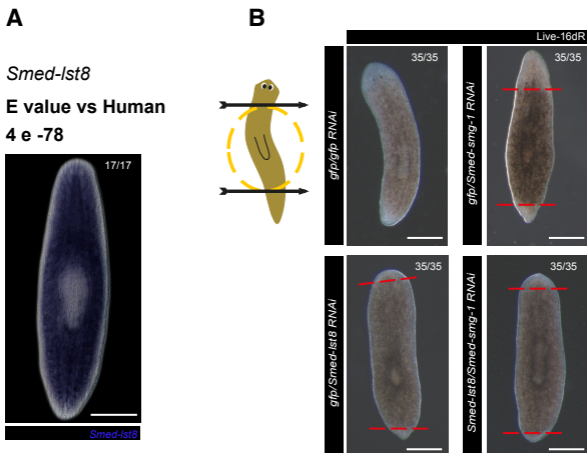 A
Smed-lst8
E value vs Human
4 e -78
17/17
Smed-lst8
B
Live-16dR
gfp/gfp RNAi
35/35
gfp/Smed-smg-1 RNAi
35/35
gfp/Smed-lst8 RNAi
35/35
Smed-lst8/Smed-smg-1 RNAi
35/35